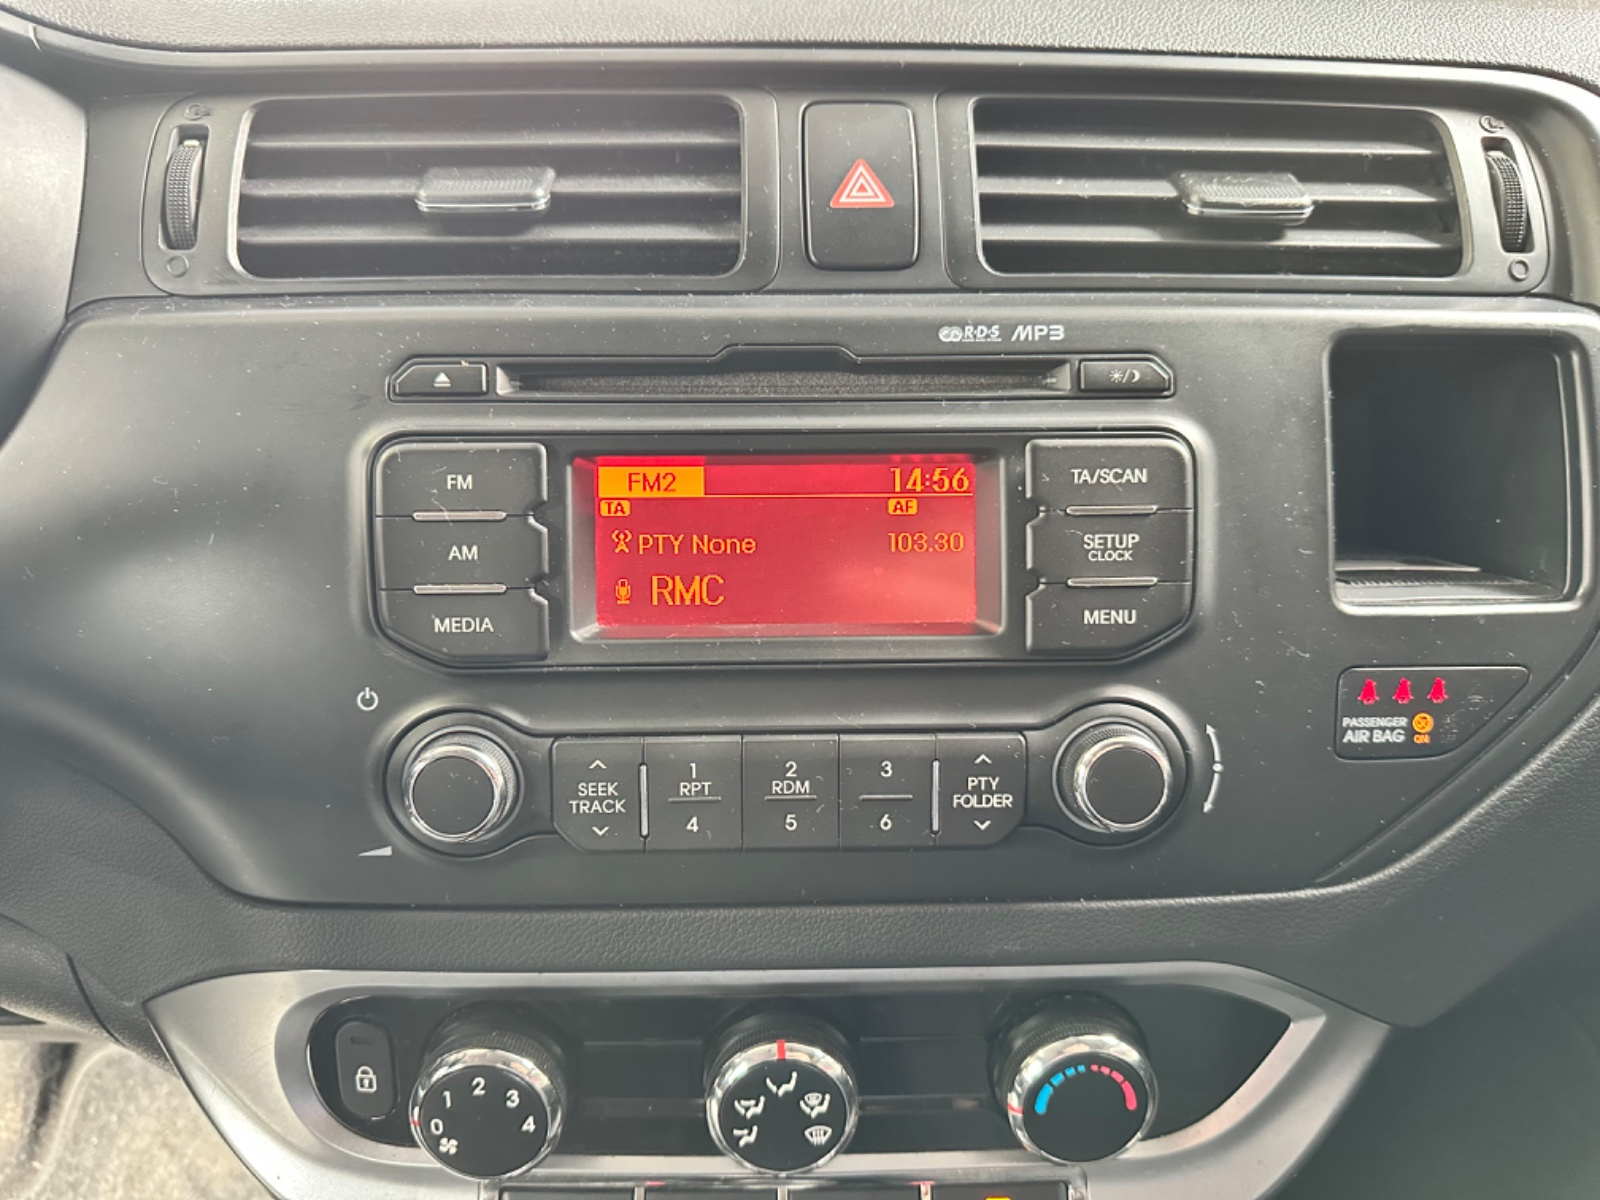 R·D·S MP3
FM
AM
MEDIA
FM2 14:56
TA AF
PTY None 103.30
RMC
TA/SCAN
SETUP
CLOCK
MENU
PASSENGER
AIR BAG ON
SEEK
TRACK
1
RPT
4
2
RDM
5
3
6
PTY
FOLDER
0 1 2 3 4